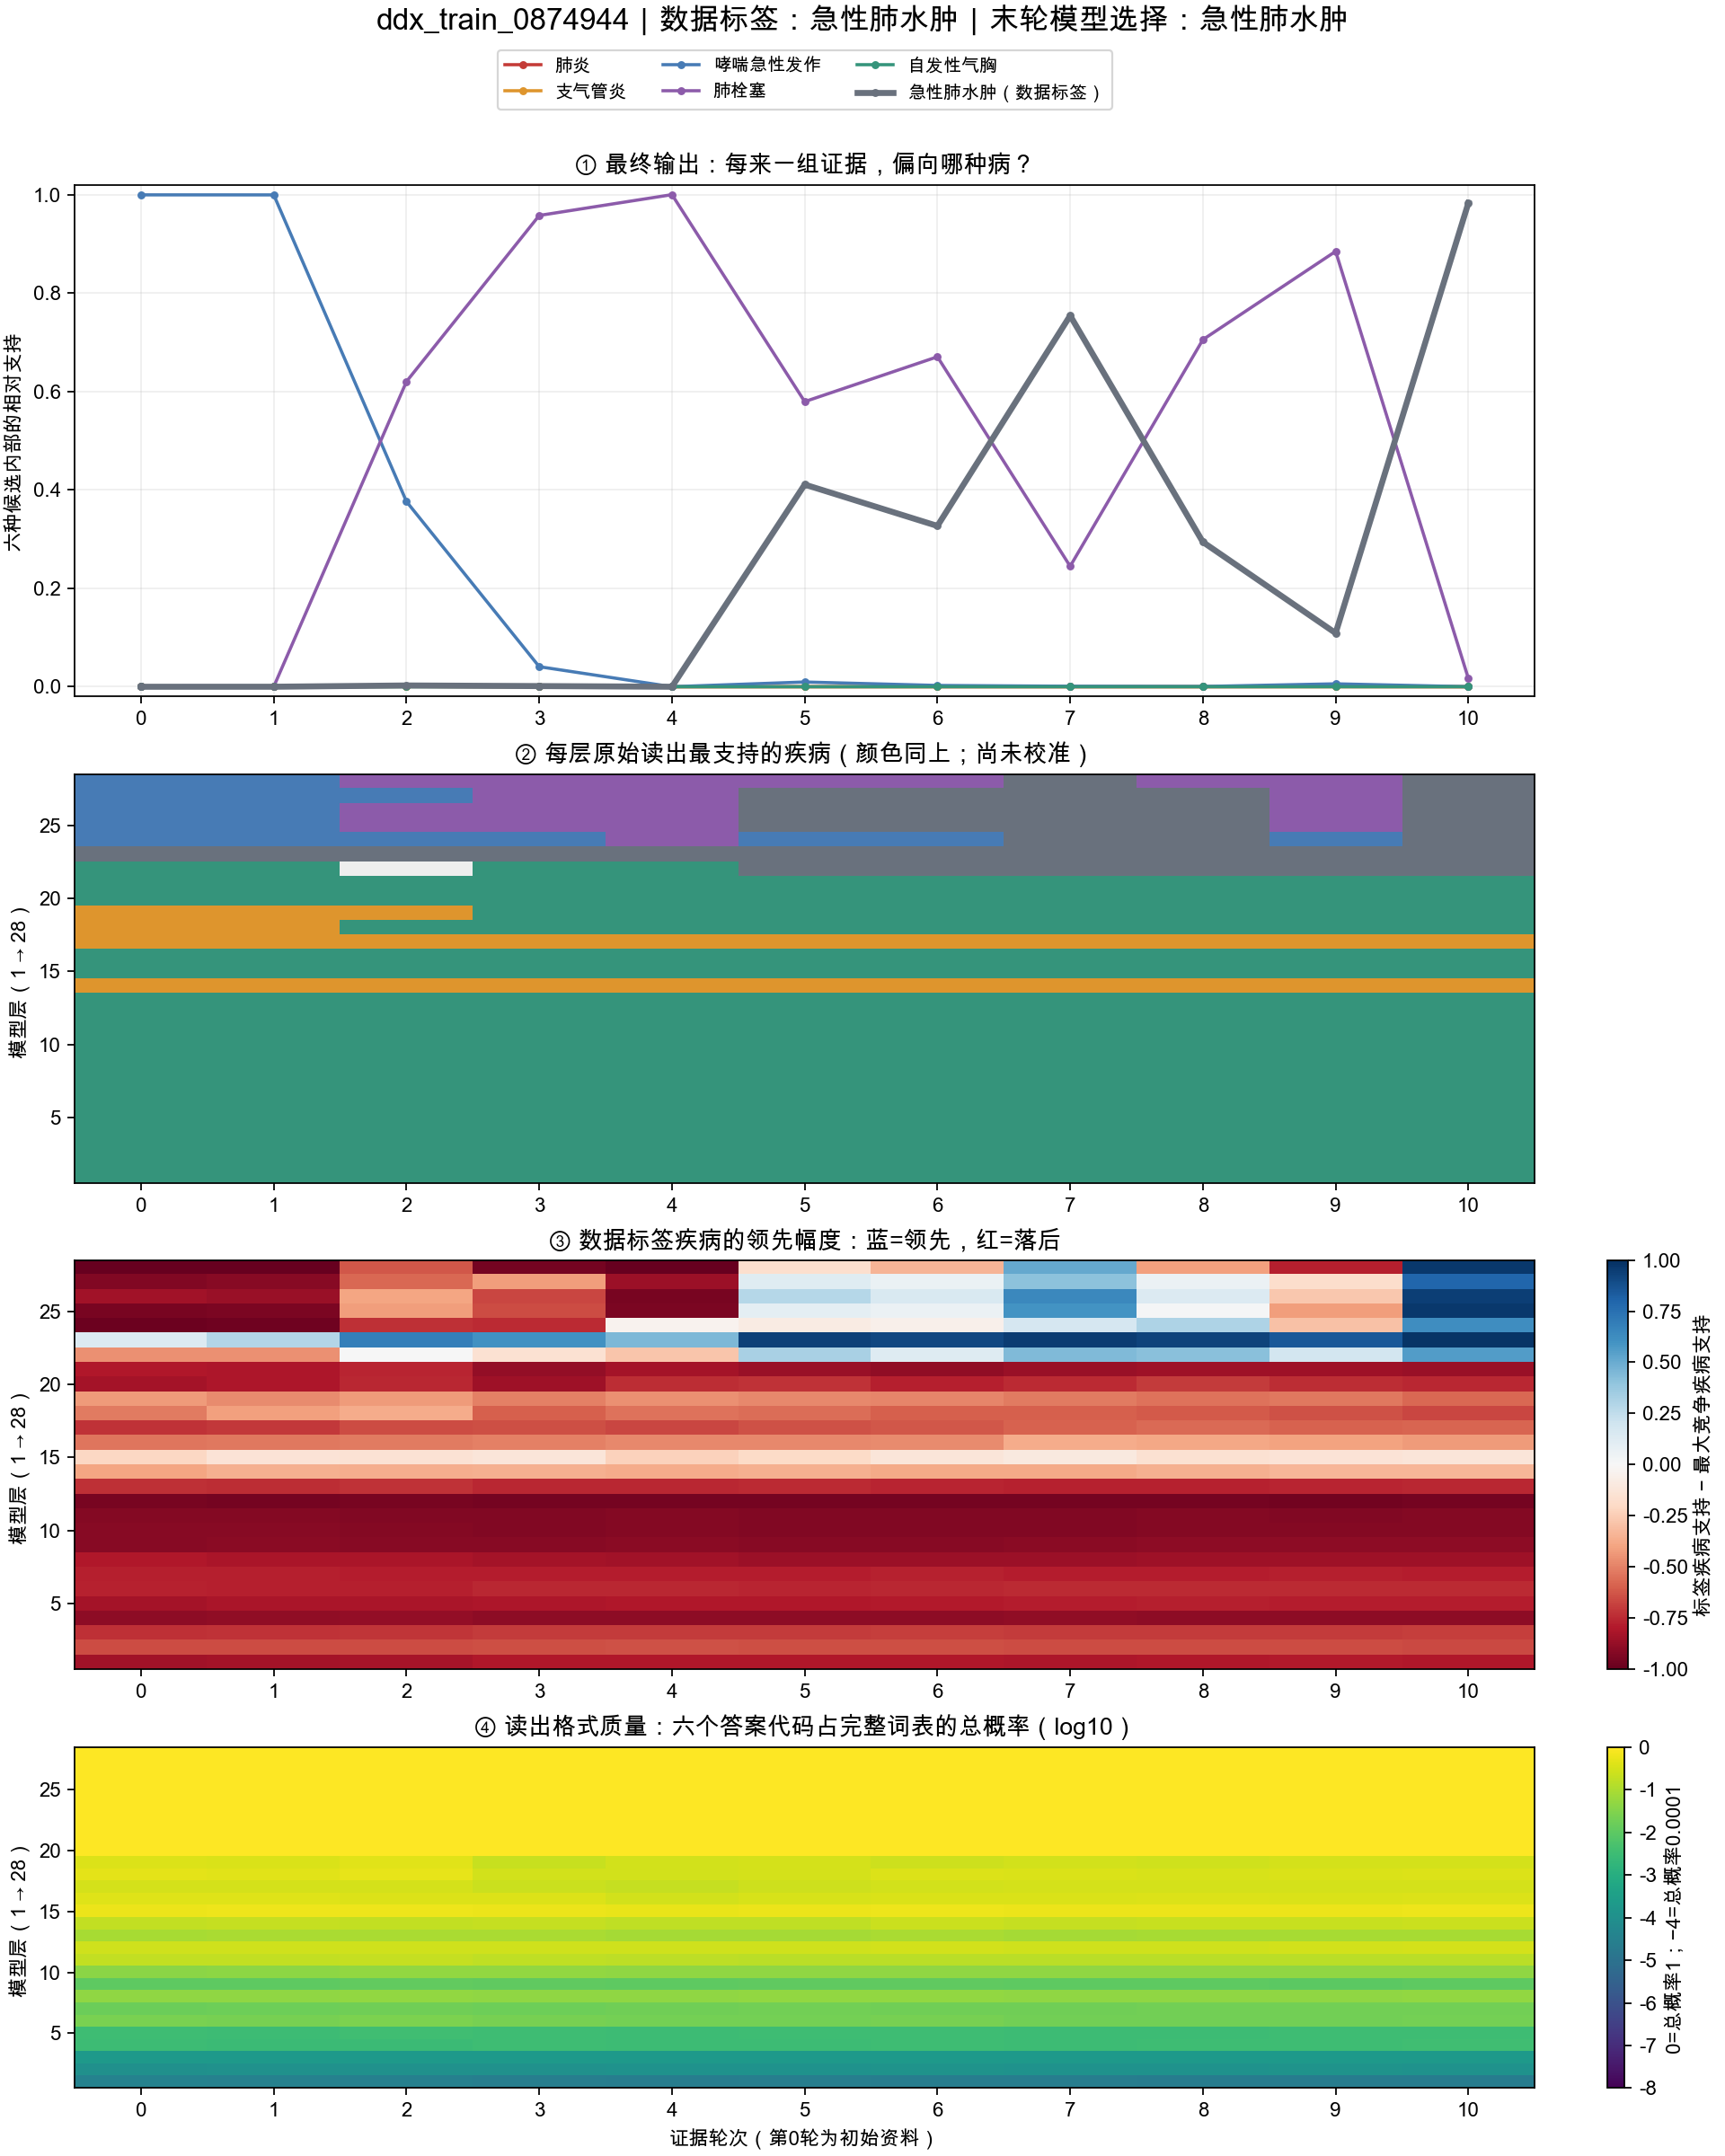 ddx_train_0874944 | 数据标签：急性肺水肿 | 末轮模型选择：急性肺水肿
肺炎
哮喘急性发作
自发性气胸
支气管炎
肺栓塞
急性肺水肿（数据标签）
① 最终输出：每来一组证据，偏向哪种病？
六种候选内部的相对支持
1.0
0.8
0.6
0.4
0.2
0.0
0 1 2 3 4 5 6 7 8 9 10
② 每层原始读出最支持的疾病（颜色同上；尚未校准）
模型层（1→28）
25
20
15
10
5
0 1 2 3 4 5 6 7 8 9 10
③ 数据标签疾病的领先幅度：蓝=领先，红=落后
模型层（1→28）
25
20
15
10
5
0 1 2 3 4 5 6 7 8 9 10
1.00
0.75
0.50
0.25
0.00
-0.25
-0.50
-0.75
-1.00
标签疾病支持 − 最大竞争疾病支持
④ 读出格式质量：六个答案代码占完整词表的总概率（log10）
模型层（1→28）
25
20
15
10
5
0 1 2 3 4 5 6 7 8 9 10
证据轮次（第0轮为初始资料）
0
-1
-2
-3
-4
-5
-6
-7
-8
0=总概率1；−4=总概率0.0001